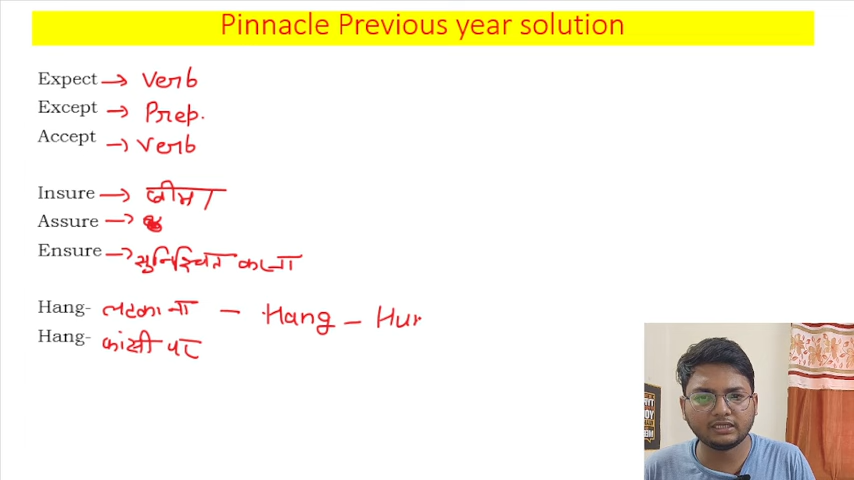 Pinnacle Previous year solution
Expect → Verb
Except → Prep.
Accept → Verb
Insure → बीमा
Assure →
Ensure → सुनिश्चित करना
Hang- लटकाना - Hang - Hur
Hang- फांसी पर